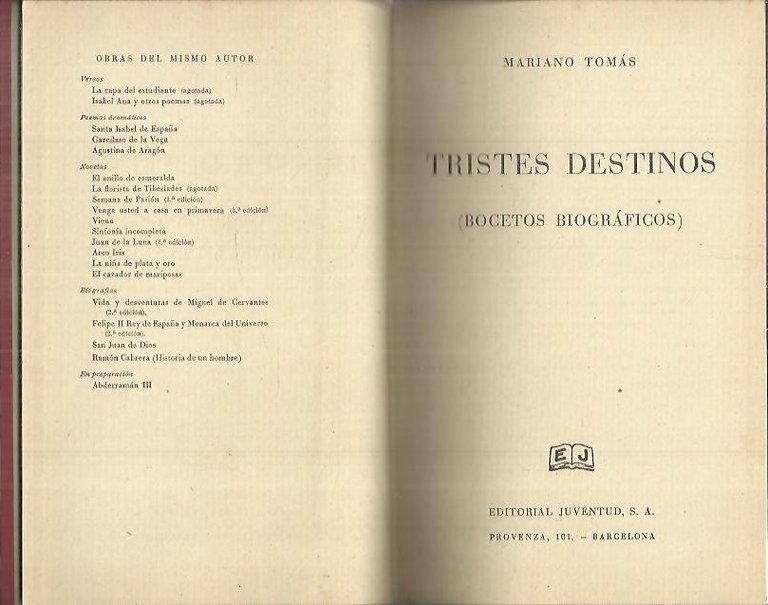 OBRAS DEL MISMO AUTOR
Versos
La capa del estudiante (agotada)
Isabel Ana y otros poemas (agotada)
Poemas dramáticos
Santa Isabel de España
Garcilaso de la Vega
Agustina de Aragón
Novelas
El anillo de esmeralda
La florista de Tiberiades (agotada)
Semana de Pasión (2.ª edición)
Venga usted a casa en primavera (3.ª edición)
Viena
Sinfonía incompleta
Juan de la Luna (2.ª edición)
Arco Iris
La niña de plata y oro
El cazador de mariposas
Biografías
Vida y desventuras de Miguel de Cervantes
(2.ª edición).
Felipe II Rey de España y Monarca del Universo
(2.ª edición).
San Juan de Dios
Ramón Cabrera (Historia de un hombre)
En preparación
Abderramán III
MARIANO TOMÁS
TRISTES DESTINOS
(BOCETOS BIOGRÁFICOS)
E J
EDITORIAL JUVENTUD, S. A.
PROVENZA, 101. – BARCELONA